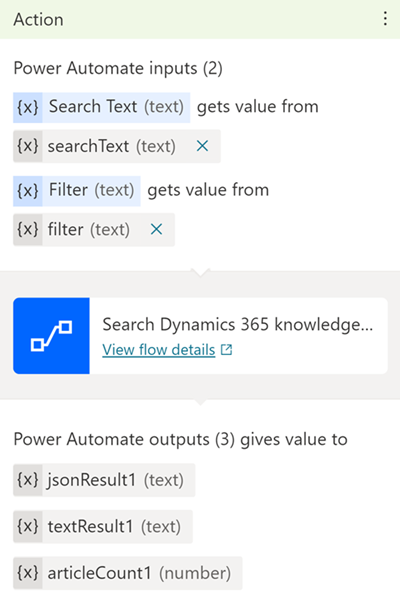 Action
Power Automate inputs (2)
{x} Search Text (text) gets value from
{x} searchText (text)
{x} Filter (text) gets value from
{x} filter (text)
Search Dynamics 365 knowledge...
View flow details
Power Automate outputs (3) gives value to
{x} jsonResult1 (text)
{x} textResult1 (text)
{x} articleCount1 (number)